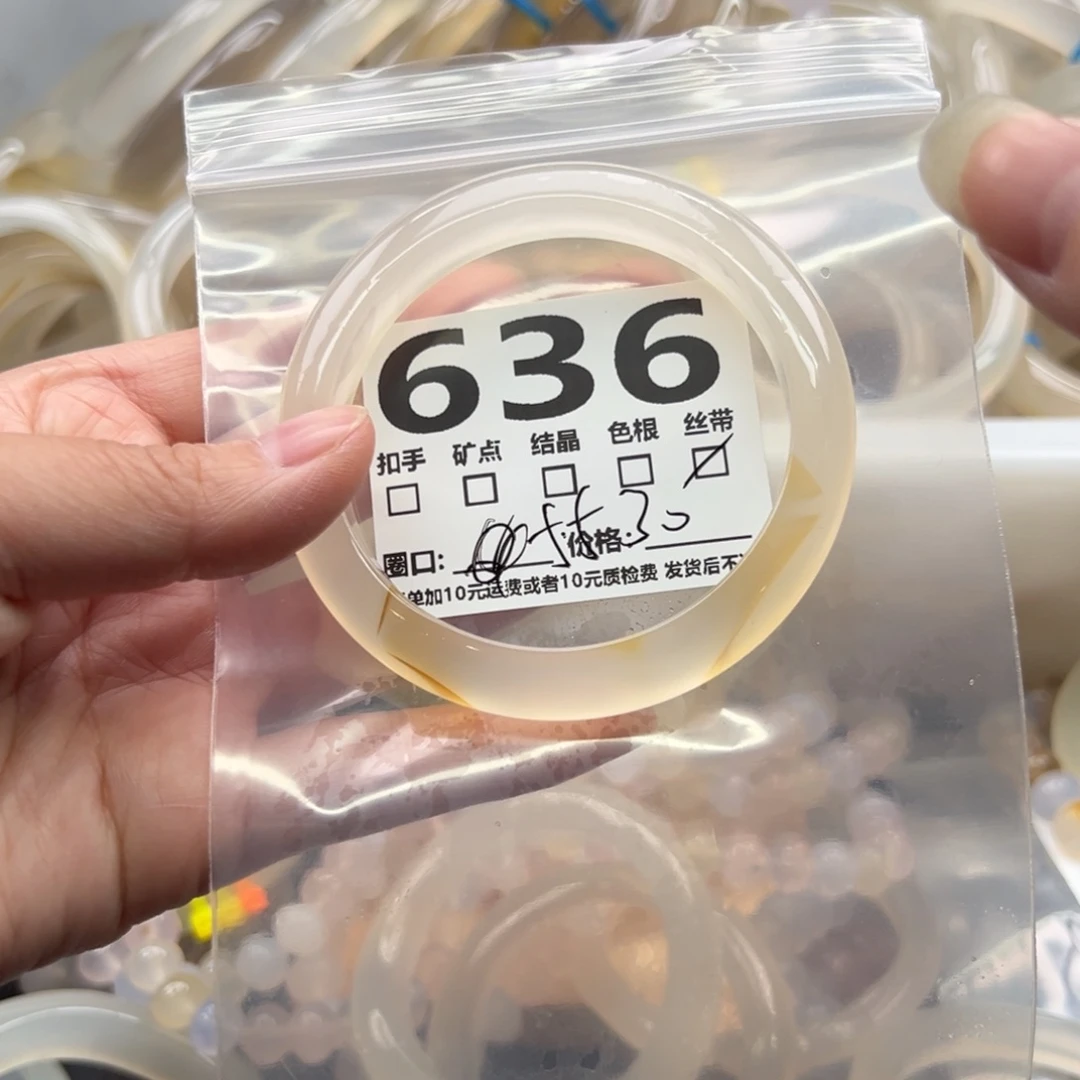 636
扣手 矿点 结晶 色根 丝带
圈口: 价格: 30
单加10元运费或者10元质检费 发货后不